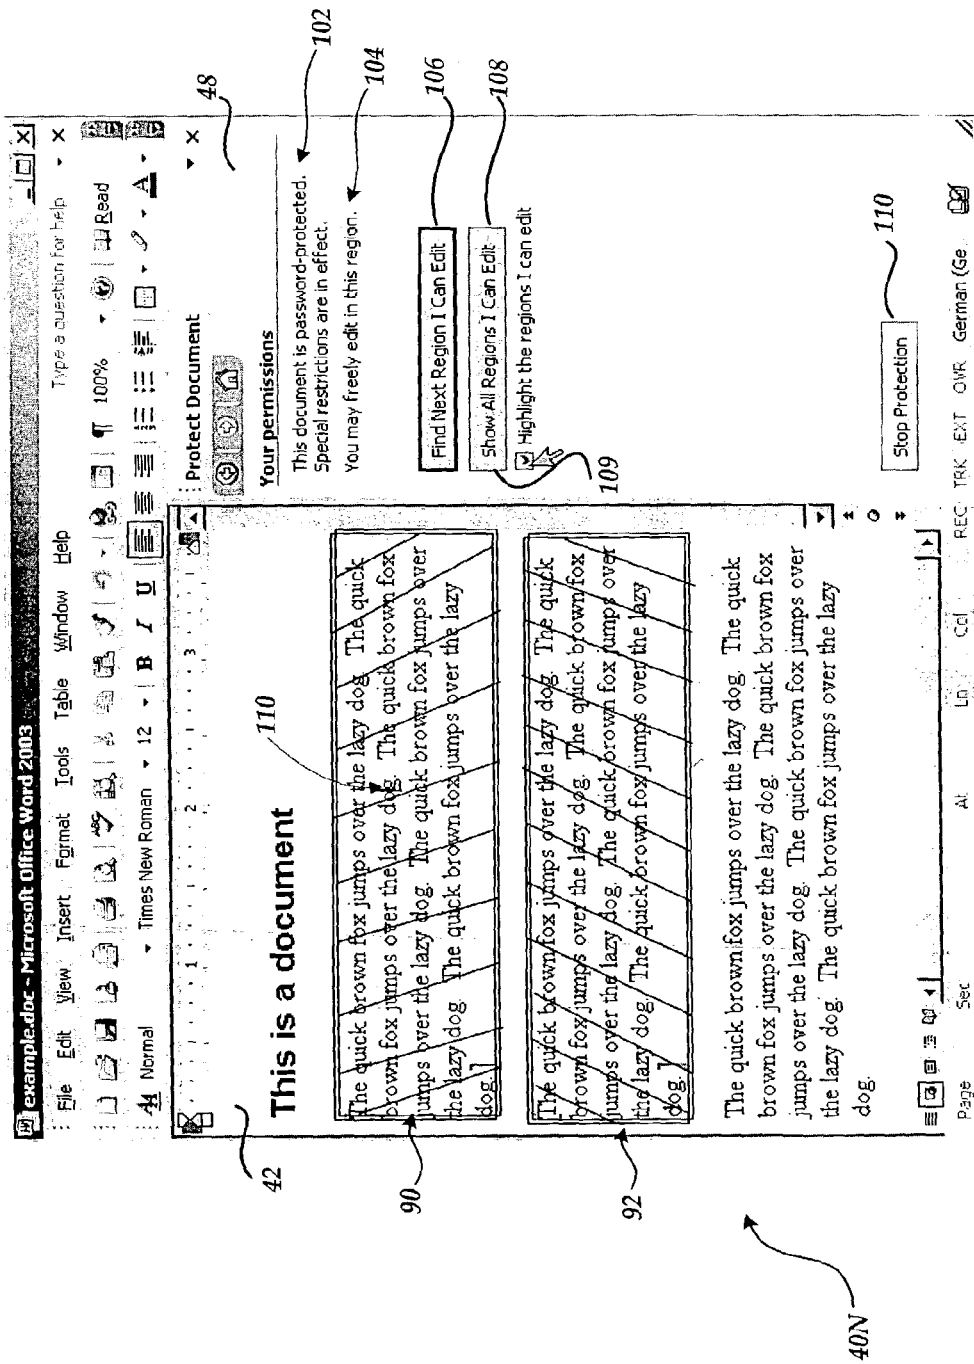 example.doc - Microsoft Office Word 2003
File Edit View Insert Format Tools Table Window Help
Type a question for help
100%
Read
Normal
Times New Roman
12
B I U
A
1 2 3
This is a document
The quick brown fox jumps over the lazy dog. The quick
brown fox jumps over the lazy dog. The quick brown fox
jumps over the lazy dog. The quick brown fox jumps over
the lazy dog. The quick brown fox jumps over the lazy
dog.
The quick brown fox jumps over the lazy dog. The quick
brown fox jumps over the lazy dog. The quick brown fox
jumps over the lazy dog. The quick brown fox jumps over
the lazy dog. The quick brown fox jumps over the lazy
dog.
The quick brown fox jumps over the lazy dog. The quick
brown fox jumps over the lazy dog. The quick brown fox
jumps over the lazy dog. The quick brown fox jumps over
the lazy dog. The quick brown fox jumps over the lazy
dog.
Protect Document
Your permissions
This document is password-protected.
Special restrictions are in effect.
You may freely edit in this region.
Find Next Region I Can Edit
Show All Regions I Can Edit
Highlight the regions I can edit
Stop Protection
Page Sec At Ln Col REC TRK EXT OVR German (Ge...
42
48
102
104
106
108
109
110
110
90
92
40N